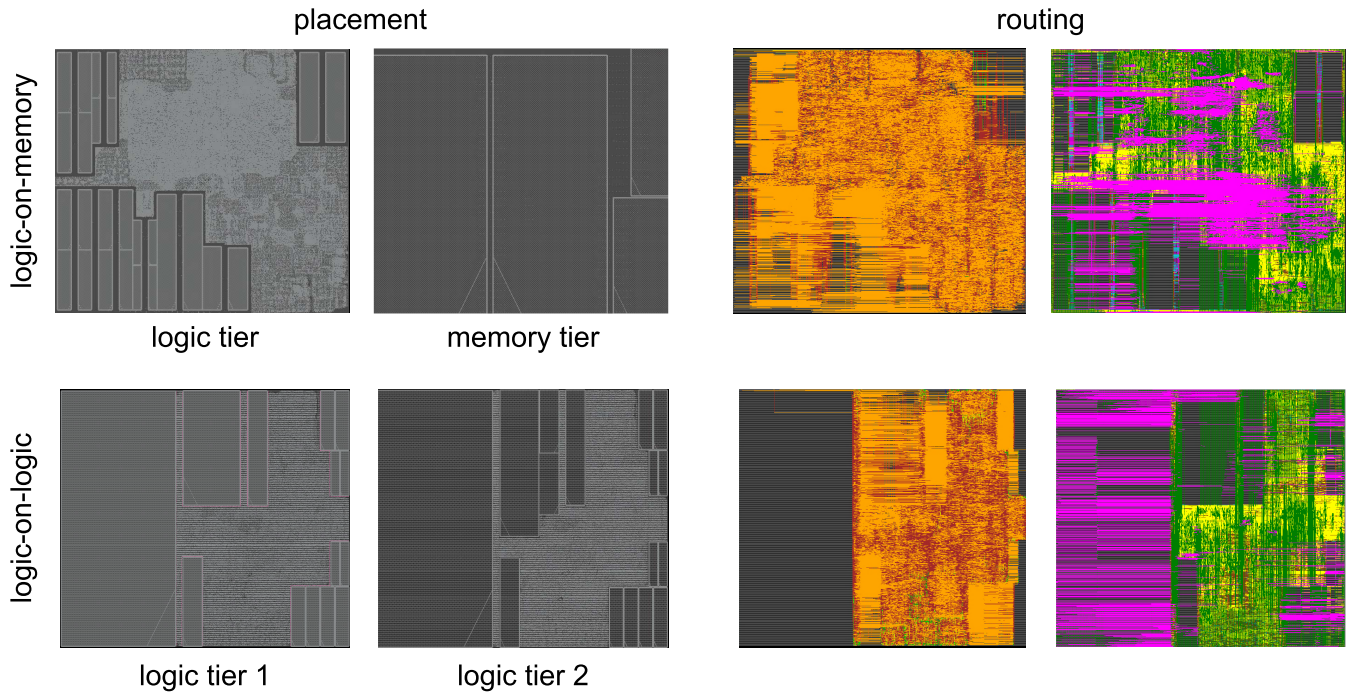 placement
routing
logic-on-memory
logic tier
memory tier
logic-on-logic
logic tier 1
logic tier 2